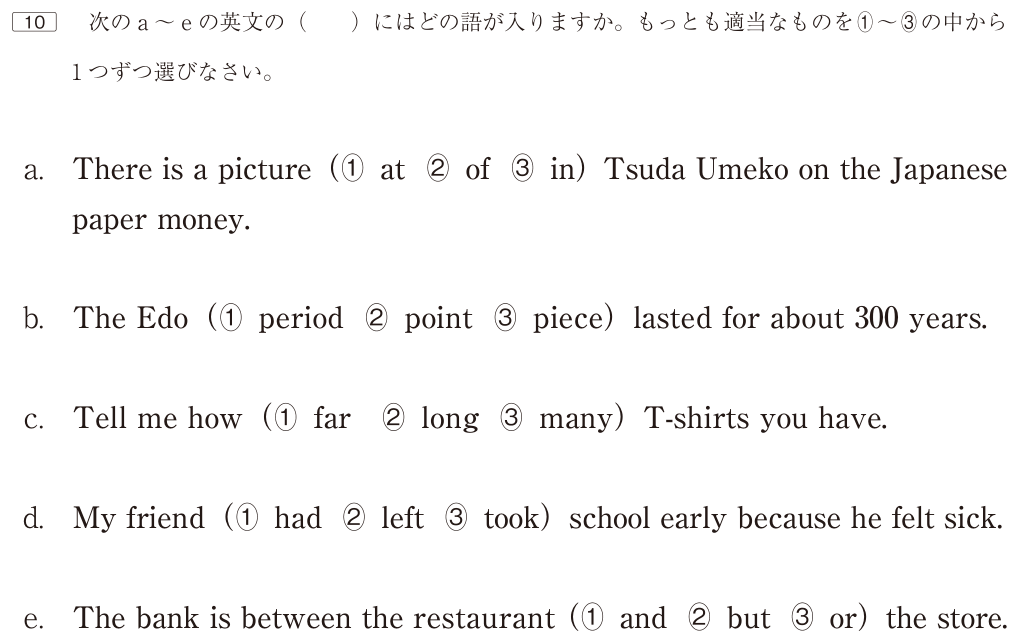 10 次のa~eの英文の( )にはどの語が入りますか。もっとも適当なものを①~③の中から
1つずつ選びなさい。
a. There is a picture (① at ② of ③ in) Tsuda Umeko on the Japanese
paper money.
b. The Edo (① period ② point ③ piece) lasted for about 300 years.
c. Tell me how (① far ② long ③ many) T-shirts you have.
d. My friend (① had ② left ③ took) school early because he felt sick.
e. The bank is between the restaurant (① and ② but ③ or) the store.